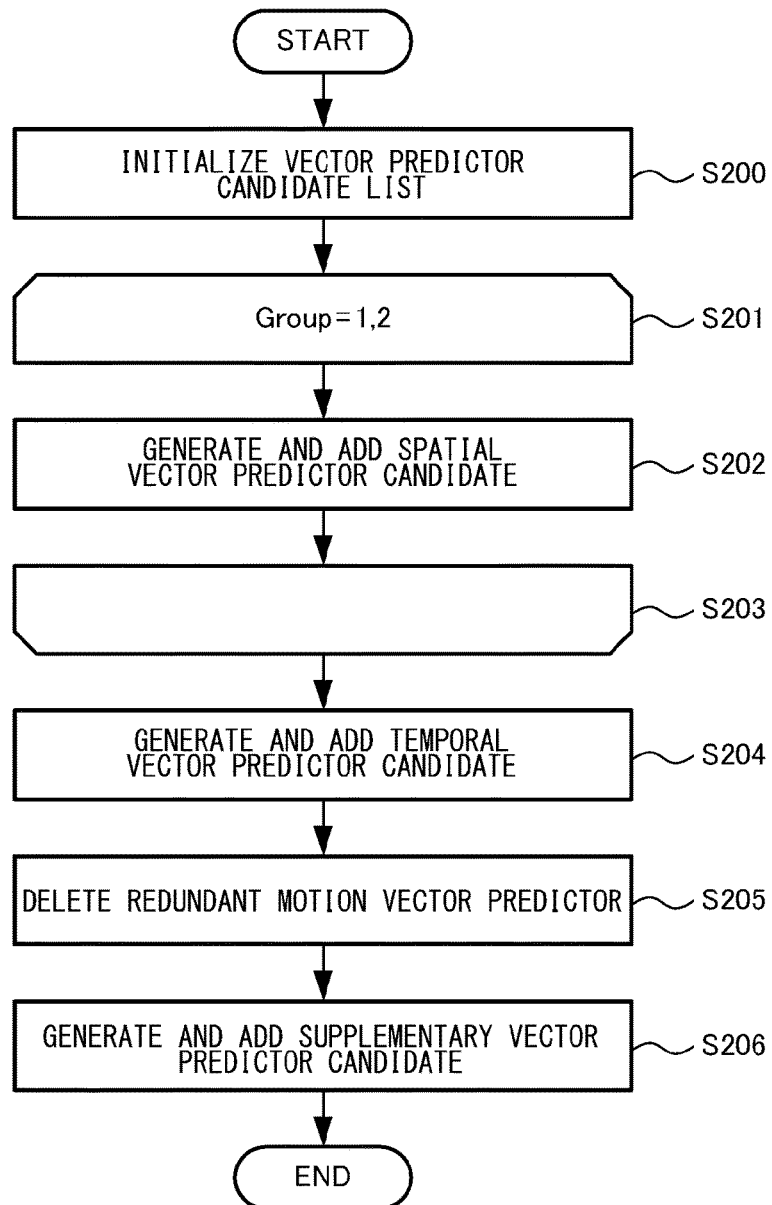 START
INITIALIZE VECTOR PREDICTOR
CANDIDATE LIST
S200
Group=1,2
S201
GENERATE AND ADD SPATIAL
VECTOR PREDICTOR CANDIDATE
S202
S203
GENERATE AND ADD TEMPORAL
VECTOR PREDICTOR CANDIDATE
S204
DELETE REDUNDANT MOTION VECTOR PREDICTOR
S205
GENERATE AND ADD SUPPLEMENTARY VECTOR
PREDICTOR CANDIDATE
S206
END